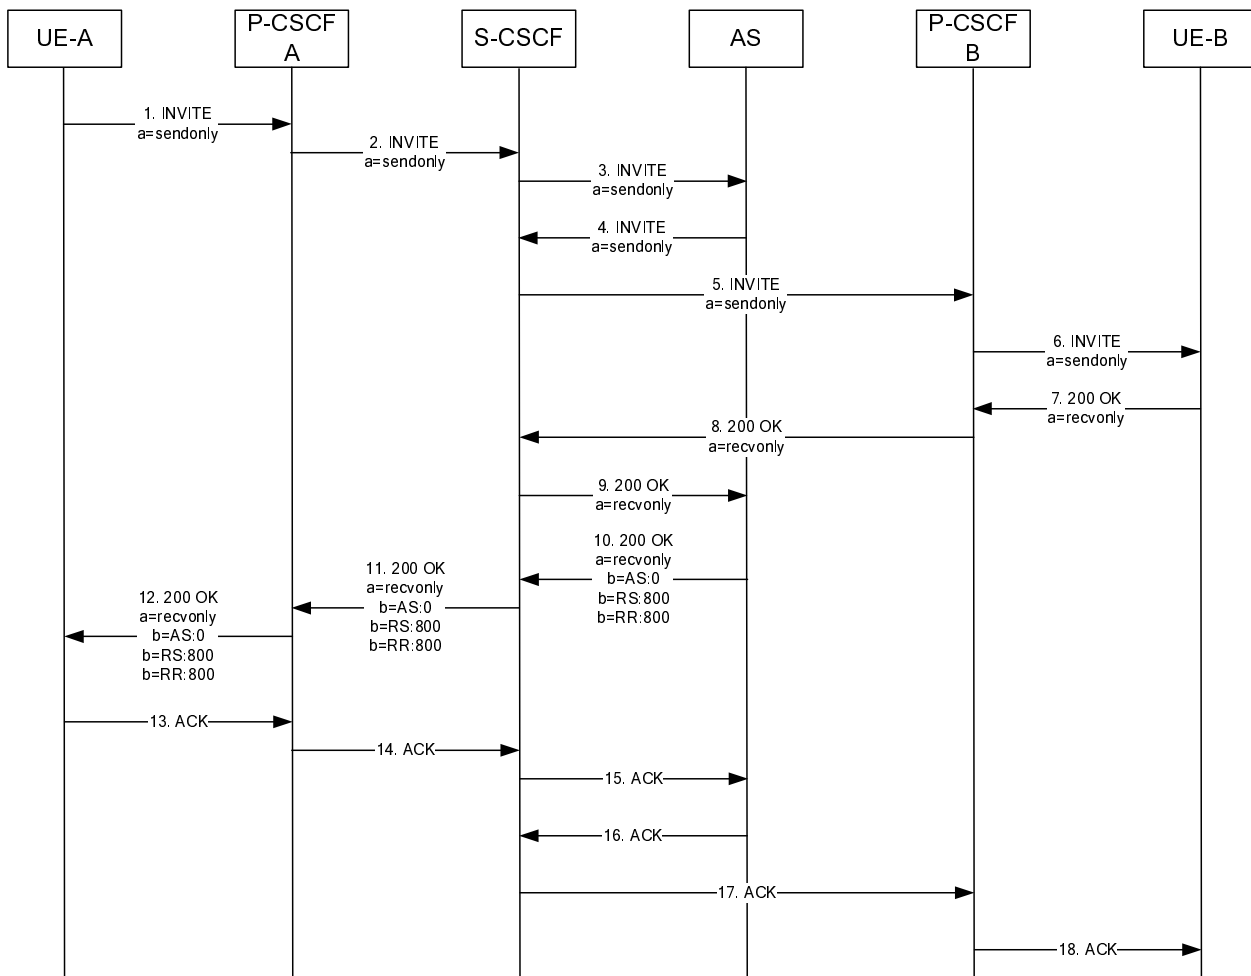 UE-A
P-CSCF
A
S-CSCF
AS
P-CSCF
B
UE-B
1. INVITE
a=sendonly
2. INVITE
a=sendonly
3. INVITE
a=sendonly
4. INVITE
a=sendonly
5. INVITE
a=sendonly
6. INVITE
a=sendonly
7. 200 OK
a=recvonly
8. 200 OK
a=recvonly
9. 200 OK
a=recvonly
10. 200 OK
a=recvonly
b=AS:0
b=RS:800
b=RR:800
11. 200 OK
a=recvonly
b=AS:0
b=RS:800
b=RR:800
12. 200 OK
a=recvonly
b=AS:0
b=RS:800
b=RR:800
13. ACK
14. ACK
15. ACK
16. ACK
17. ACK
18. ACK